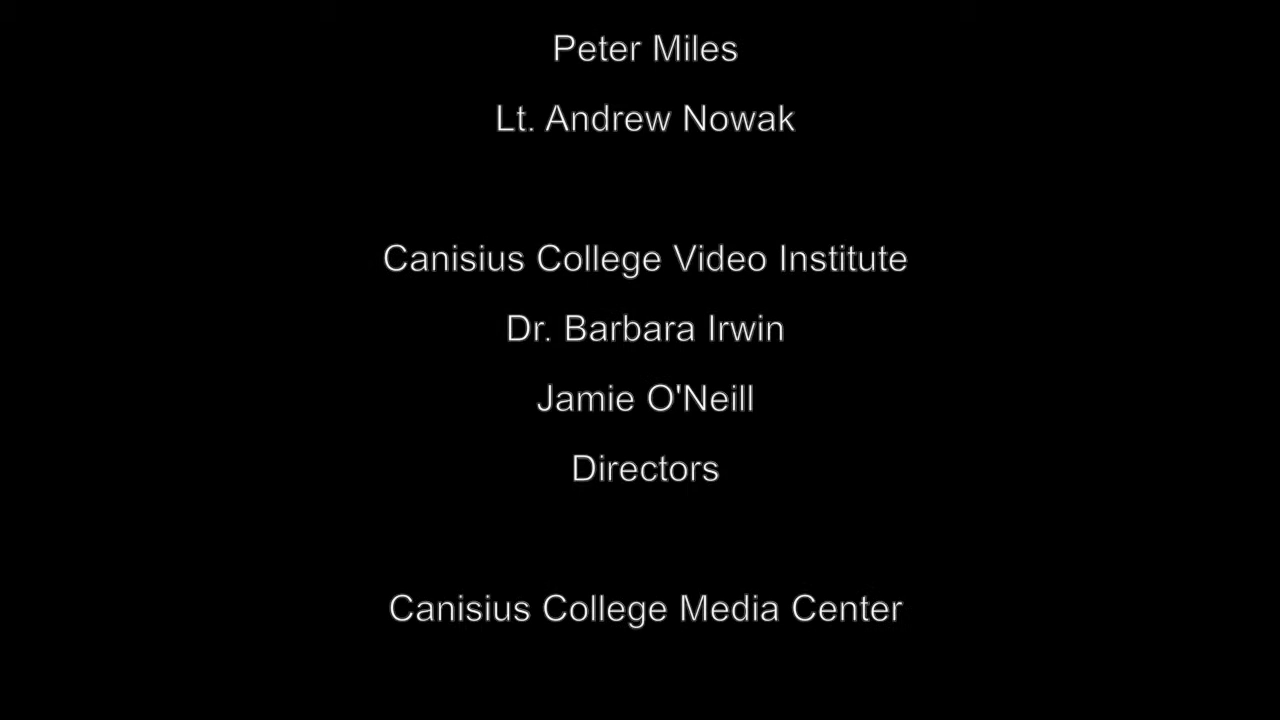 Peter Miles
Lt. Andrew Nowak
Canisius College Video Institute
Dr. Barbara Irwin
Jamie O'Neill
Directors
Canisius College Media Center